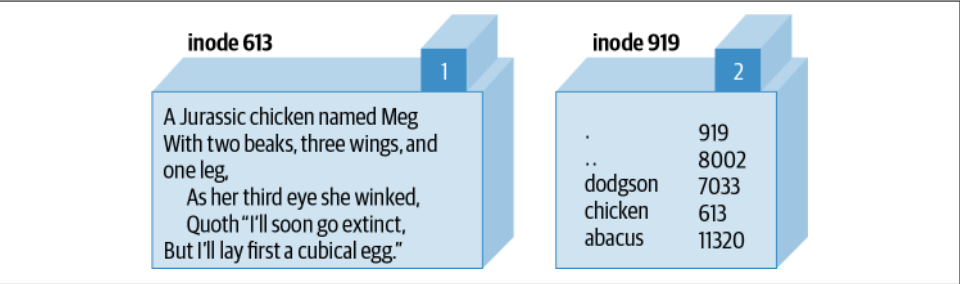 inode 613
1
A Jurassic chicken named Meg
With two beaks, three wings, and
one leg,
As her third eye she winked,
Quoth “I’ll soon go extinct,
But I’ll lay first a cubical egg.”
inode 919
2
. 919
.. 8002
dodgson 7033
chicken 613
abacus 11320